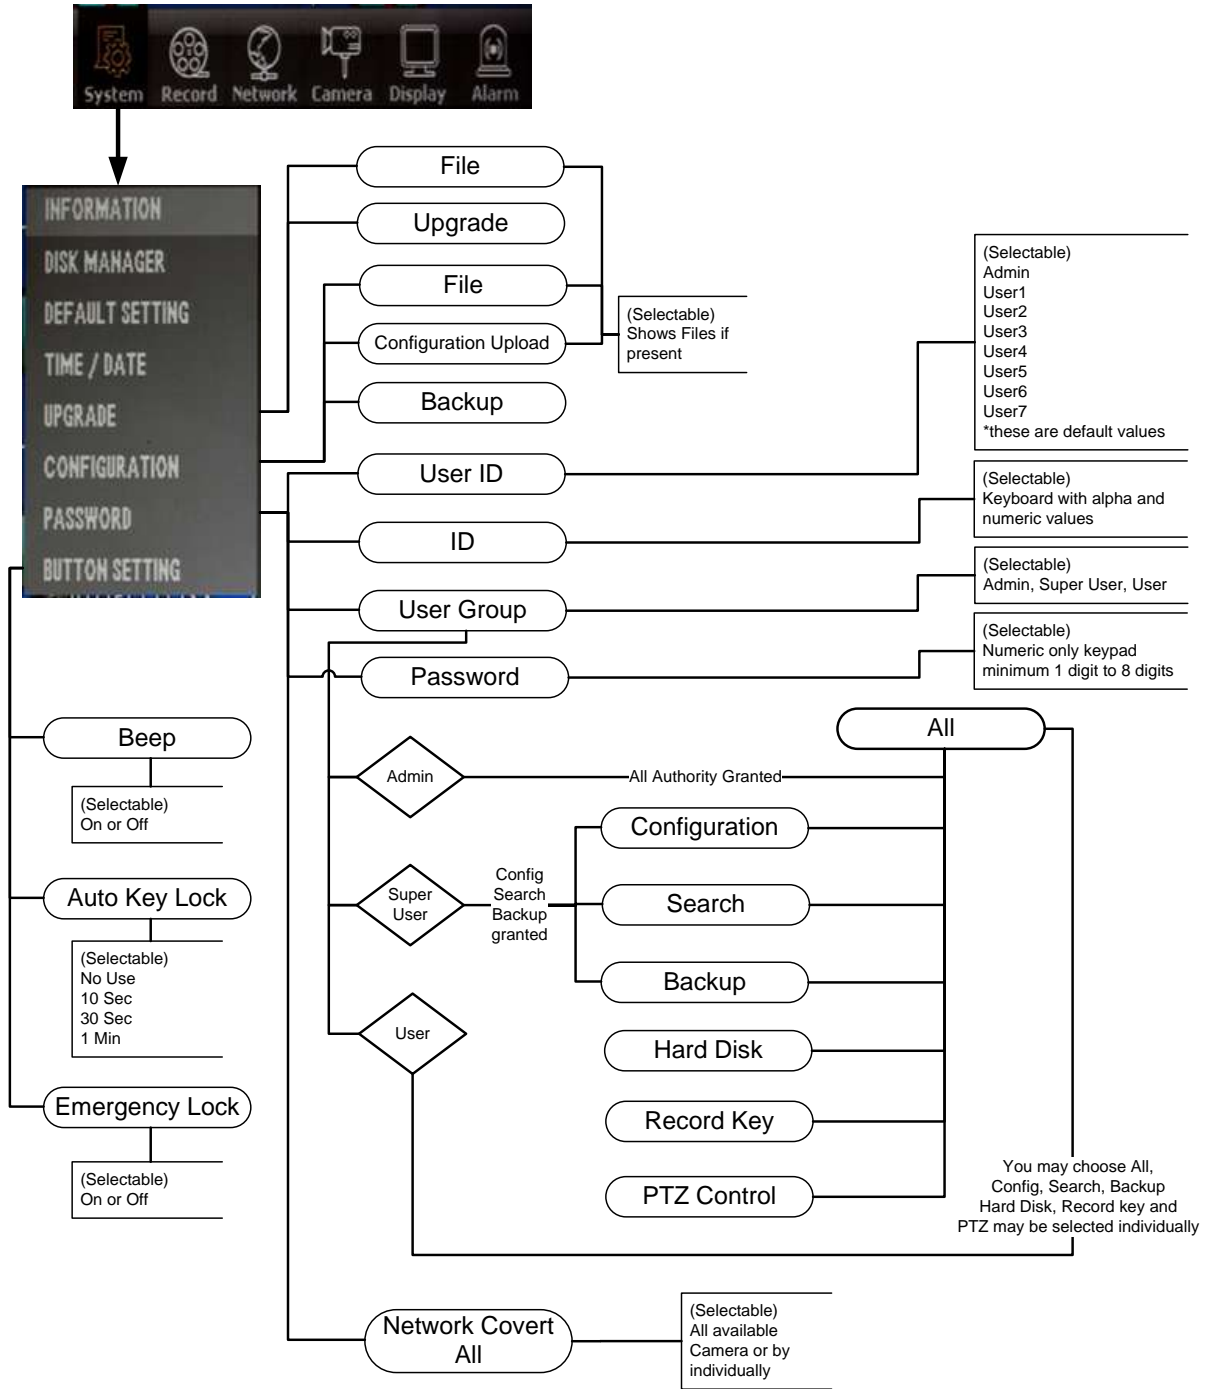 System
Record
Network
Camera
Display
Alarm
INFORMATION
DISK MANAGER
DEFAULT SETTING
TIME / DATE
UPGRADE
CONFIGURATION
PASSWORD
BUTTON SETTING
File
Upgrade
File
Configuration Upload
Backup
(Selectable)
Shows Files if
present
User ID
(Selectable)
Admin
User1
User2
User3
User4
User5
User6
User7
*these are default values
ID
(Selectable)
Keyboard with alpha and
numeric values
User Group
(Selectable)
Admin, Super User, User
Password
(Selectable)
Numeric only keypad
minimum 1 digit to 8 digits
Beep
(Selectable)
On or Off
Auto Key Lock
(Selectable)
No Use
10 Sec
30 Sec
1 Min
Emergency Lock
(Selectable)
On or Off
All
Admin
All Authority Granted
Super
User
Config
Search
Backup
granted
Configuration
Search
Backup
User
Hard Disk
Record Key
PTZ Control
You may choose All,
Config, Search, Backup
Hard Disk, Record key and
PTZ may be selected individually
Network Covert
All
(Selectable)
All available
Camera or by
individually